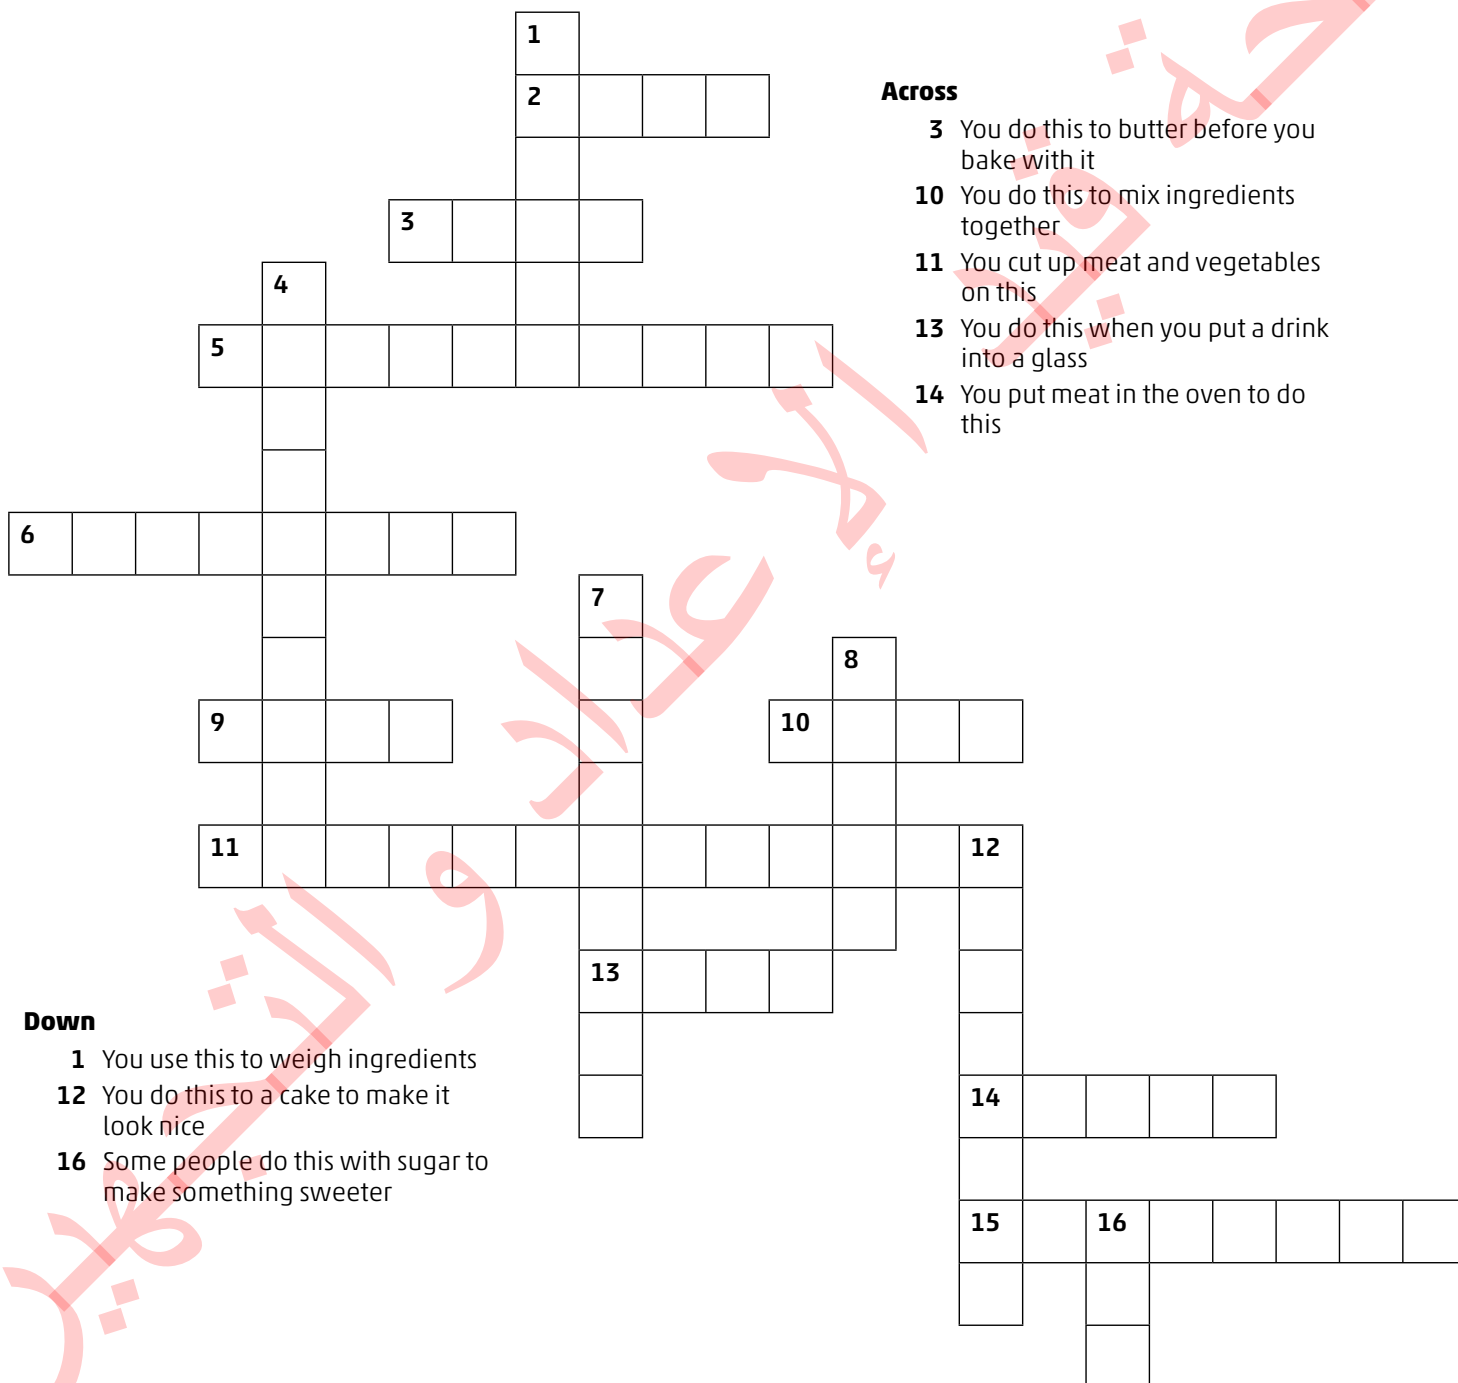 1
2
Across
3 You do this to butter before you
bake with it
10 You do this to mix ingredients
together
3
11 You cut up meat and vegetables
on this
4
13 You do this when you put a drink
into a glass
5
14 You put meat in the oven to do
this
6
7
8
9
10
11
12
13
Down
1 You use this to weigh ingredients
12 You do this to a cake to make it
look nice
14
16 Some people do this with sugar to
make something sweeter
15
16
قيد الإعداد والتجهيز